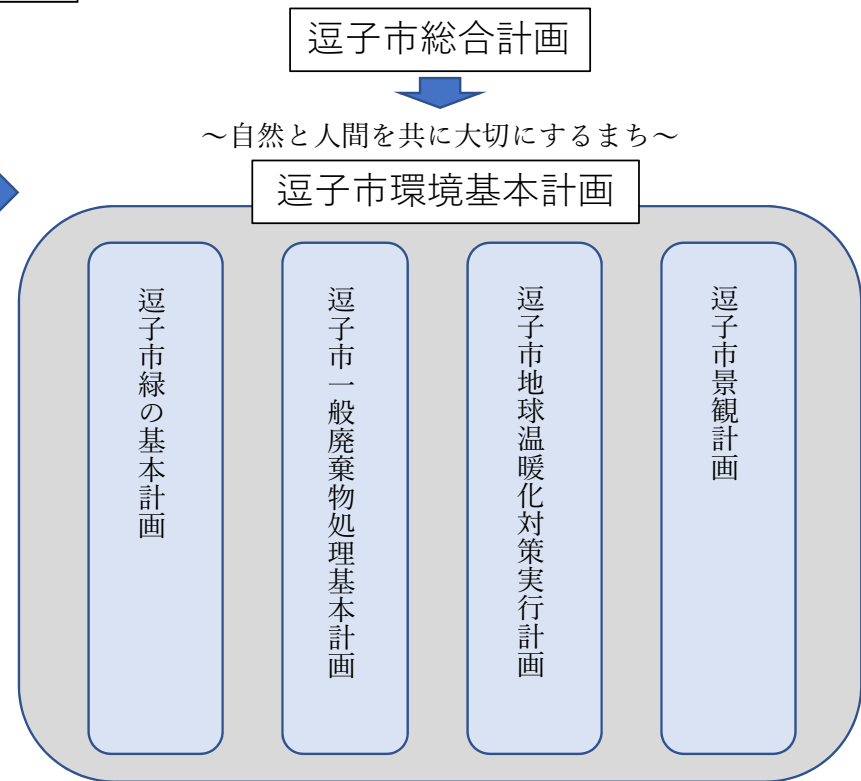 逗子市総合計画
～自然と人間を共に大切にするまち～
逗子市環境基本計画
逗子市緑の基本計画
逗子市一般廃棄物処理基本計画
逗子市地球温暖化対策実行計画
逗子市景観計画